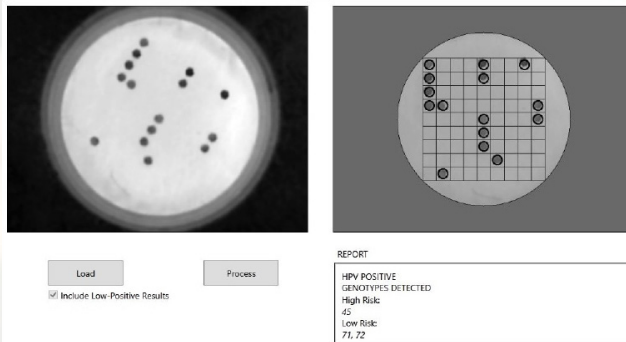 Load
Process
Include Low-Positive Results
REPORT
HPV POSITIVE
GENOTYPES DETECTED
High Risk:
45
Low Risk:
71, 72